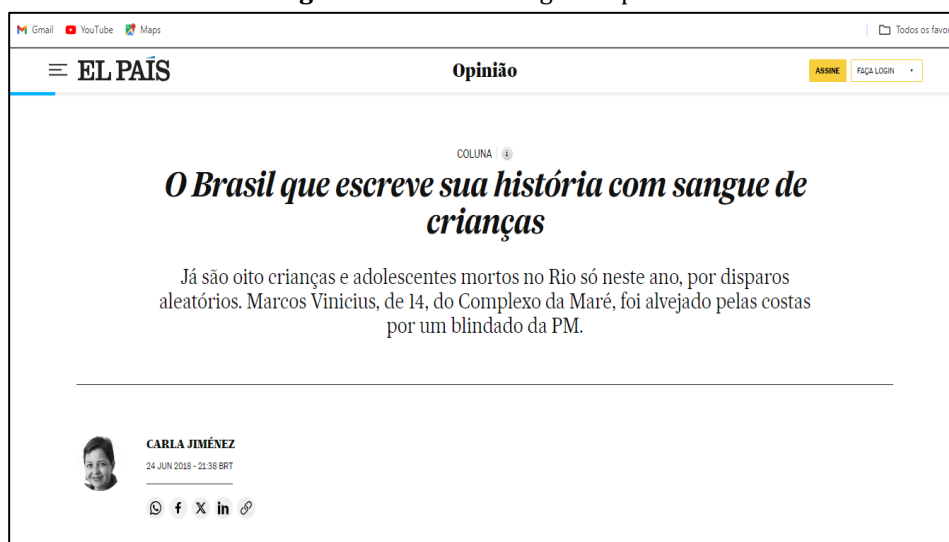 Gmail YouTube Maps Todos os favor
EL PAÍS Opinião ASSINE FAÇA LOGIN
COLUNA i
O Brasil que escreve sua história com sangue de
crianças
Já são oito crianças e adolescentes mortos no Rio só neste ano, por disparos
aleatórios. Marcos Vinicius, de 14, do Complexo da Maré, foi alvejado pelas costas
por um blindado da PM.
CARLA JIMÉNEZ
24 JUN 2018 - 21:38 BRT